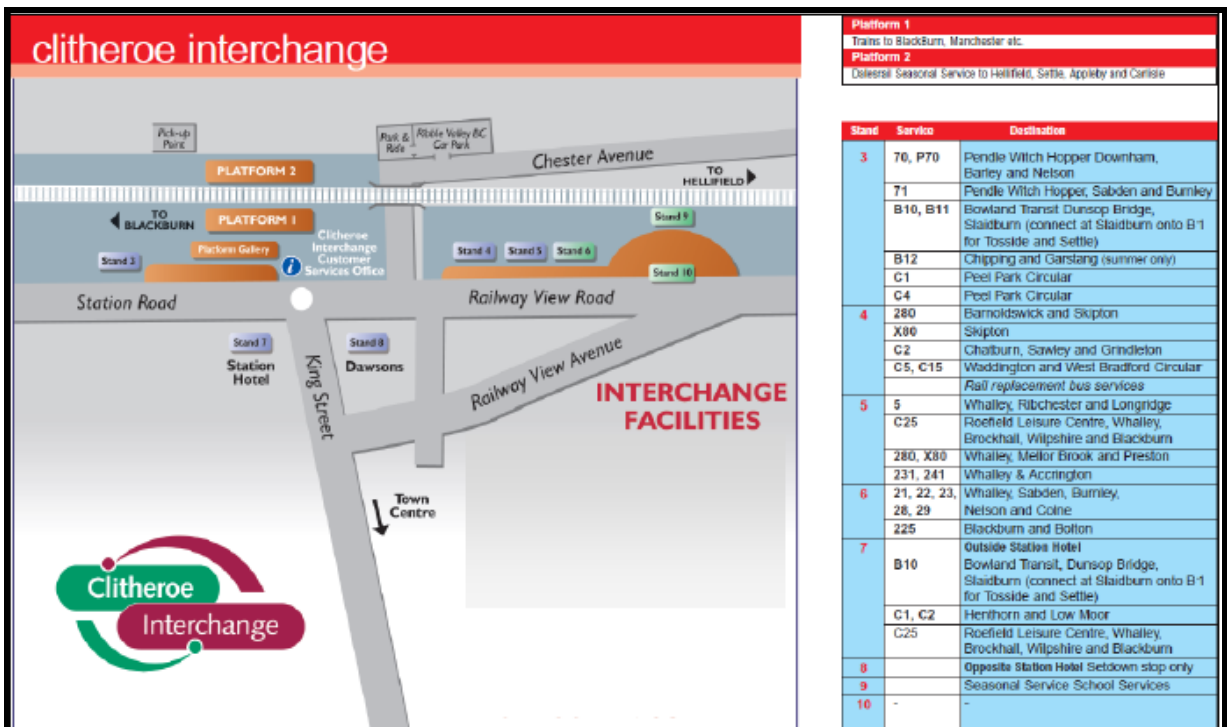 clitheroe interchange
Pick-up
Point
Park &
Ride
Ribble Valley BC
Car Park
Chester Avenue
PLATFORM 2
TO
HELLIFIELD
TO
BLACKBURN
PLATFORM 1
Stand 9
Platform Gallery
Clitheroe
Interchange
Customer
Services Office
i
Stand 3
Stand 4
Stand 5
Stand 6
Stand 10
Station Road
Railway View Road
Stand 7
Station
Hotel
King Street
Stand 8
Dawsons
Railway View Avenue
INTERCHANGE
FACILITIES
Town
Centre
Clitheroe
Interchange
Platform 1
Trains to BlackBurn, Manchester etc.
Platform 2
Dalesrail Seasonal Service to Hellifield, Settle, Appleby and Carlisle
Stand Service Destination
3 70, P70 Pendle Witch Hopper Downham,
Barley and Nelson
71 Pendle Witch Hopper, Sabden and Burnley
B10, B11 Bowland Transit Dunsop Bridge,
Slaidburn (connect at Slaidburn onto B1
for Tosside and Settle)
B12 Chipping and Garstang (summer only)
C1 Peel Park Circular
C4 Peel Park Circular
4 280 Barnoldswick and Skipton
X80 Skipton
C2 Chatburn, Sawley and Grindleton
C5, C15 Waddington and West Bradford Circular
Rail replacement bus services
5 5 Whalley, Ribchester and Longridge
C25 Roefield Leisure Centre, Whalley,
Brockhall, Wilpshire and Blackburn
280, X80 Whalley, Mellor Brook and Preston
231, 241 Whalley & Accrington
6 21, 22, 23, Whalley, Sabden, Burnley,
28, 29 Nelson and Colne
225 Blackburn and Bolton
7 Outside Station Hotel
B10 Bowland Transit, Dunsop Bridge,
Slaidburn (connect at Slaidburn onto B1
for Tosside and Settle)
C1, C2 Henthorn and Low Moor
C25 Roefield Leisure Centre, Whalley,
Brockhall, Wilpshire and Blackburn
8 Opposite Station Hotel Setdown stop only
9 Seasonal Service School Services
10 - -